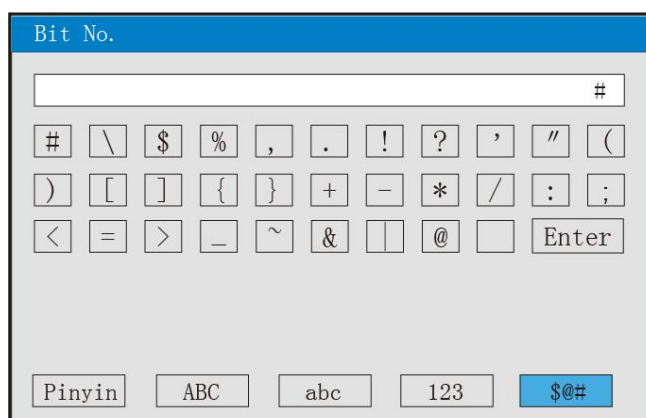 Bit No.
#
# \ $ % , . ! ? ’ ″ (
) [ ] { } + − * / : ;
< = > _ ~ & | @ Enter
Pinyin ABC abc 123 $@#